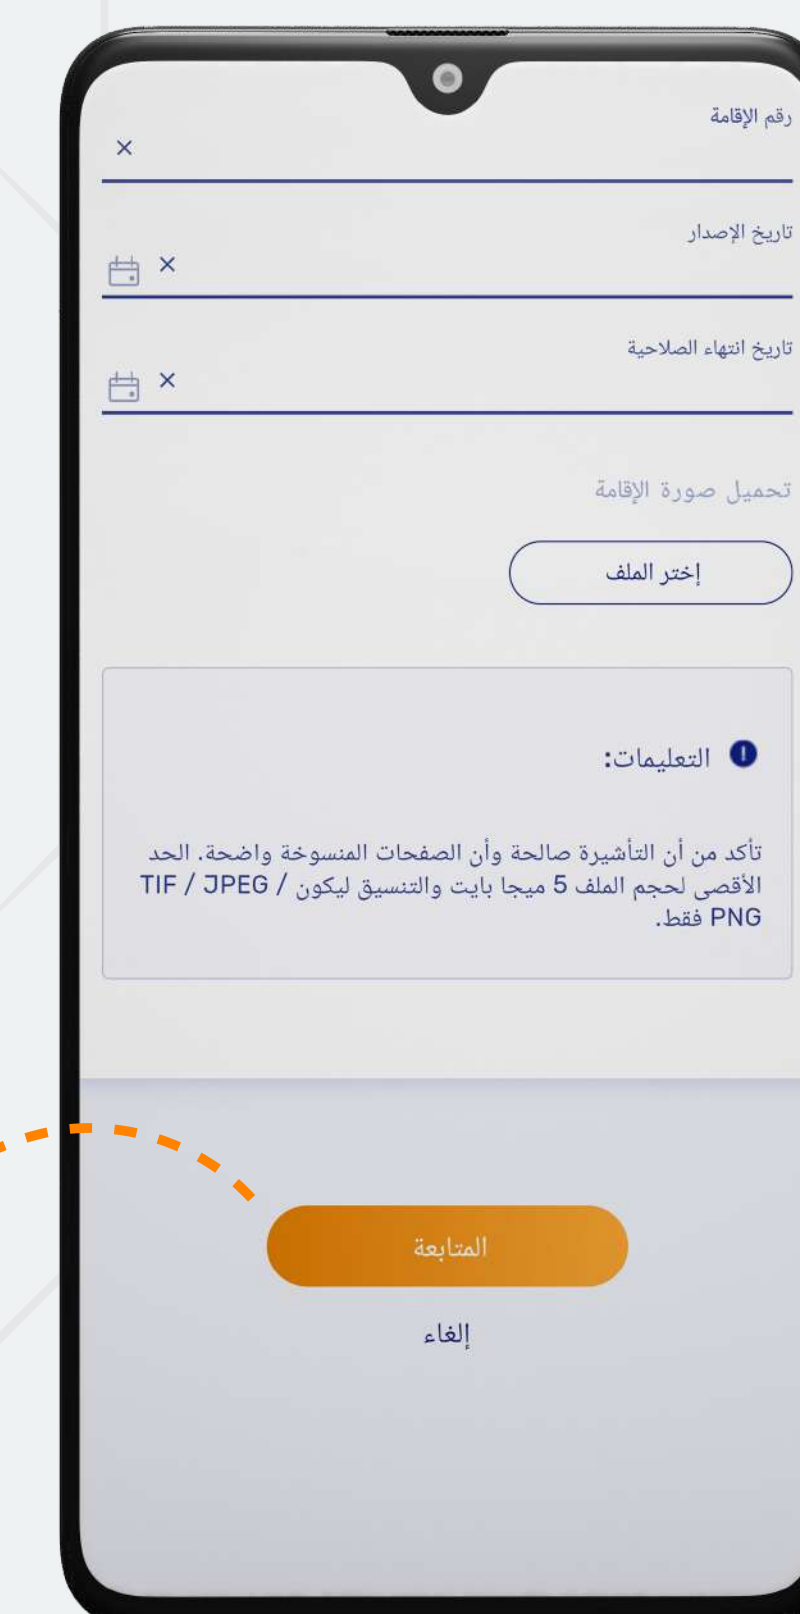 رقم الإقامة
تاريخ الإصدار
تاريخ انتهاء الصلاحية
تحميل صورة الإقامة
إختر الملف
التعليمات:
تأكد من أن التأشيرة صالحة وأن الصفحات المنسوخة واضحة. الحد
الأقصى لحجم الملف 5 ميجا بايت والتنسيق ليكون TIF / JPEG /
PNG فقط.
المتابعة
إلغاء